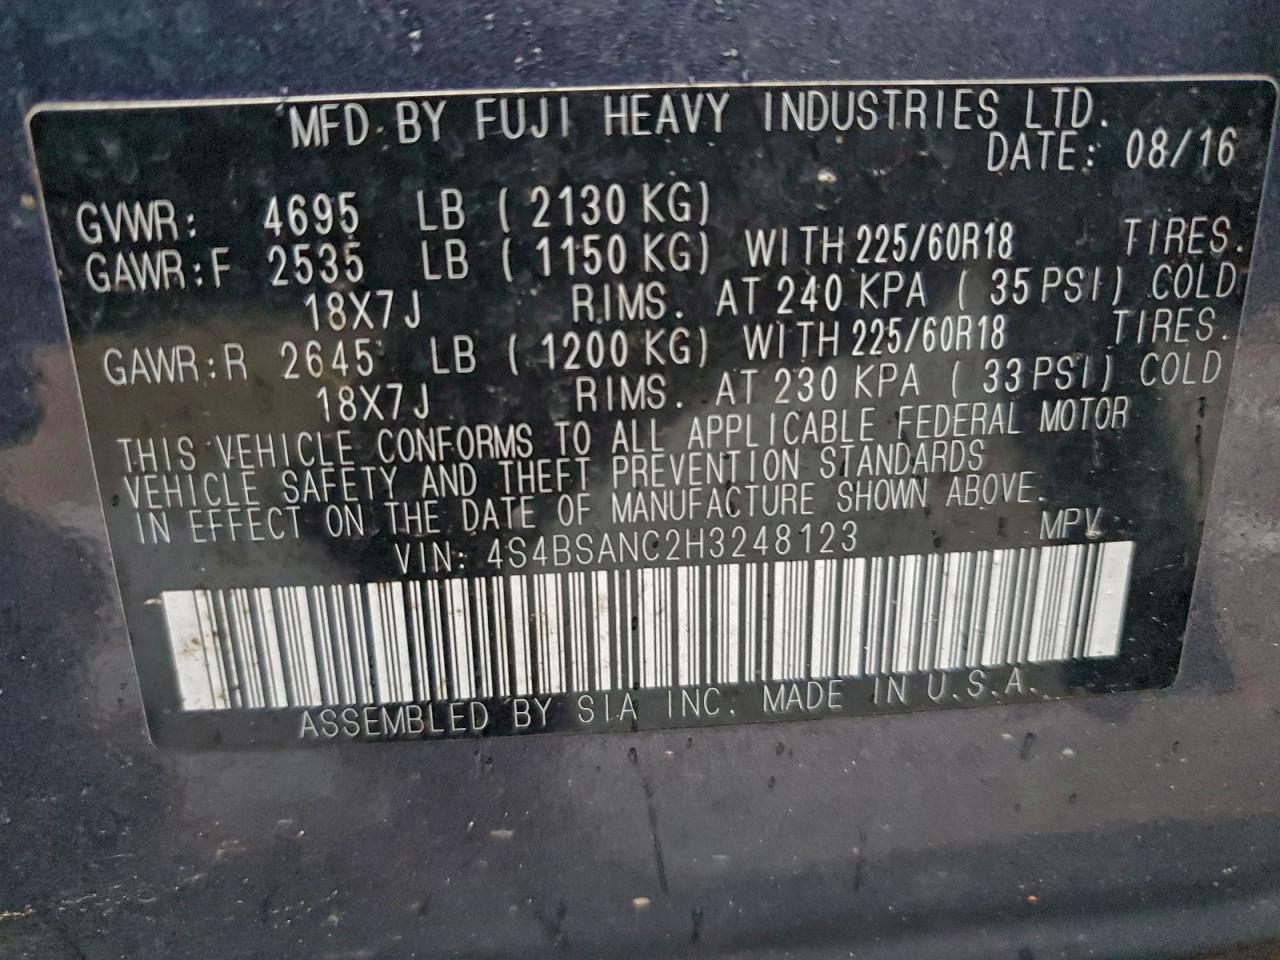 MFD. BY FUJI HEAVY INDUSTRIES LTD.
DATE: 08/16
GVWR: 4695 LB (2130 KG)
GAWR:F 2535 LB (1150 KG) WITH 225/60R18 TIRES.
18X7J RIMS. AT 240 KPA (35 PSI) COLD
GAWR:R 2645 LB (1200 KG) WITH 225/60R18 TIRES.
18X7J RIMS. AT 230 KPA (33 PSI) COLD
THIS VEHICLE CONFORMS TO ALL APPLICABLE FEDERAL MOTOR
VEHICLE SAFETY AND THEFT PREVENTION STANDARDS
IN EFFECT ON THE DATE OF MANUFACTURE SHOWN ABOVE.
VIN: 4S4BSANC2H3248123 MPV
ASSEMBLED BY SIA INC. MADE IN U.S.A.